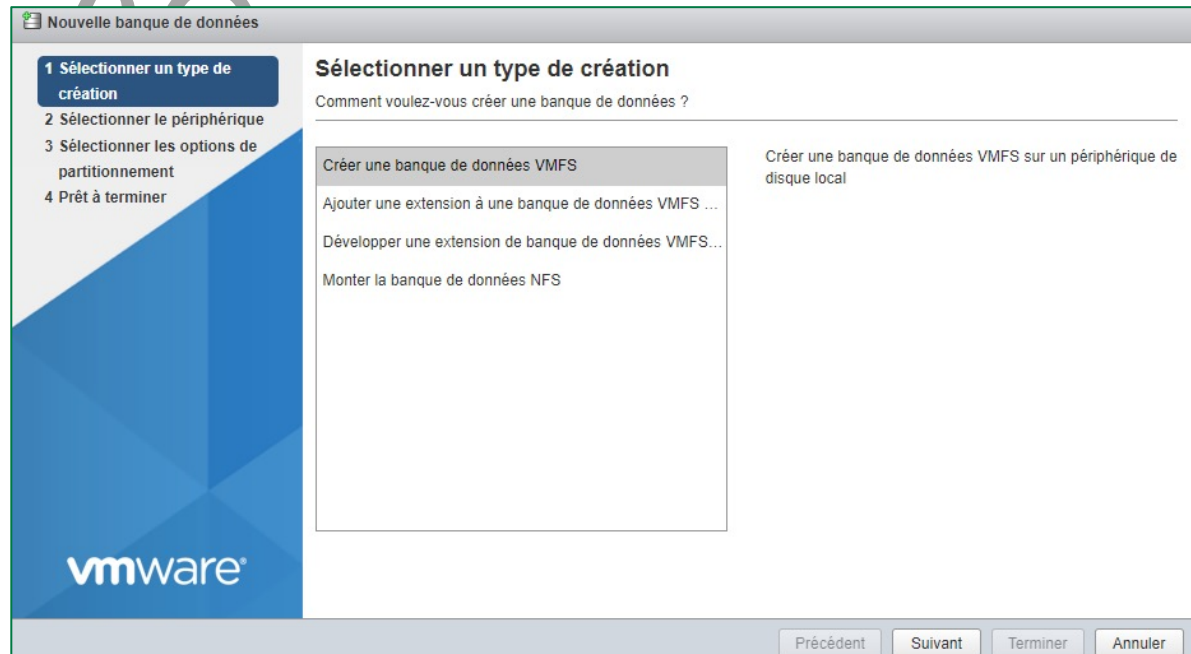 Nouvelle banque de données
1 Sélectionner un type de
création
2 Sélectionner le périphérique
3 Sélectionner les options de
partitionnement
4 Prêt à terminer
Sélectionner un type de création
Comment voulez-vous créer une banque de données ?
Créer une banque de données VMFS
Ajouter une extension à une banque de données VMFS ...
Développer une extension de banque de données VMFS...
Monter la banque de données NFS
Créer une banque de données VMFS sur un périphérique de
disque local
vmware®
Précédent
Suivant
Terminer
Annuler